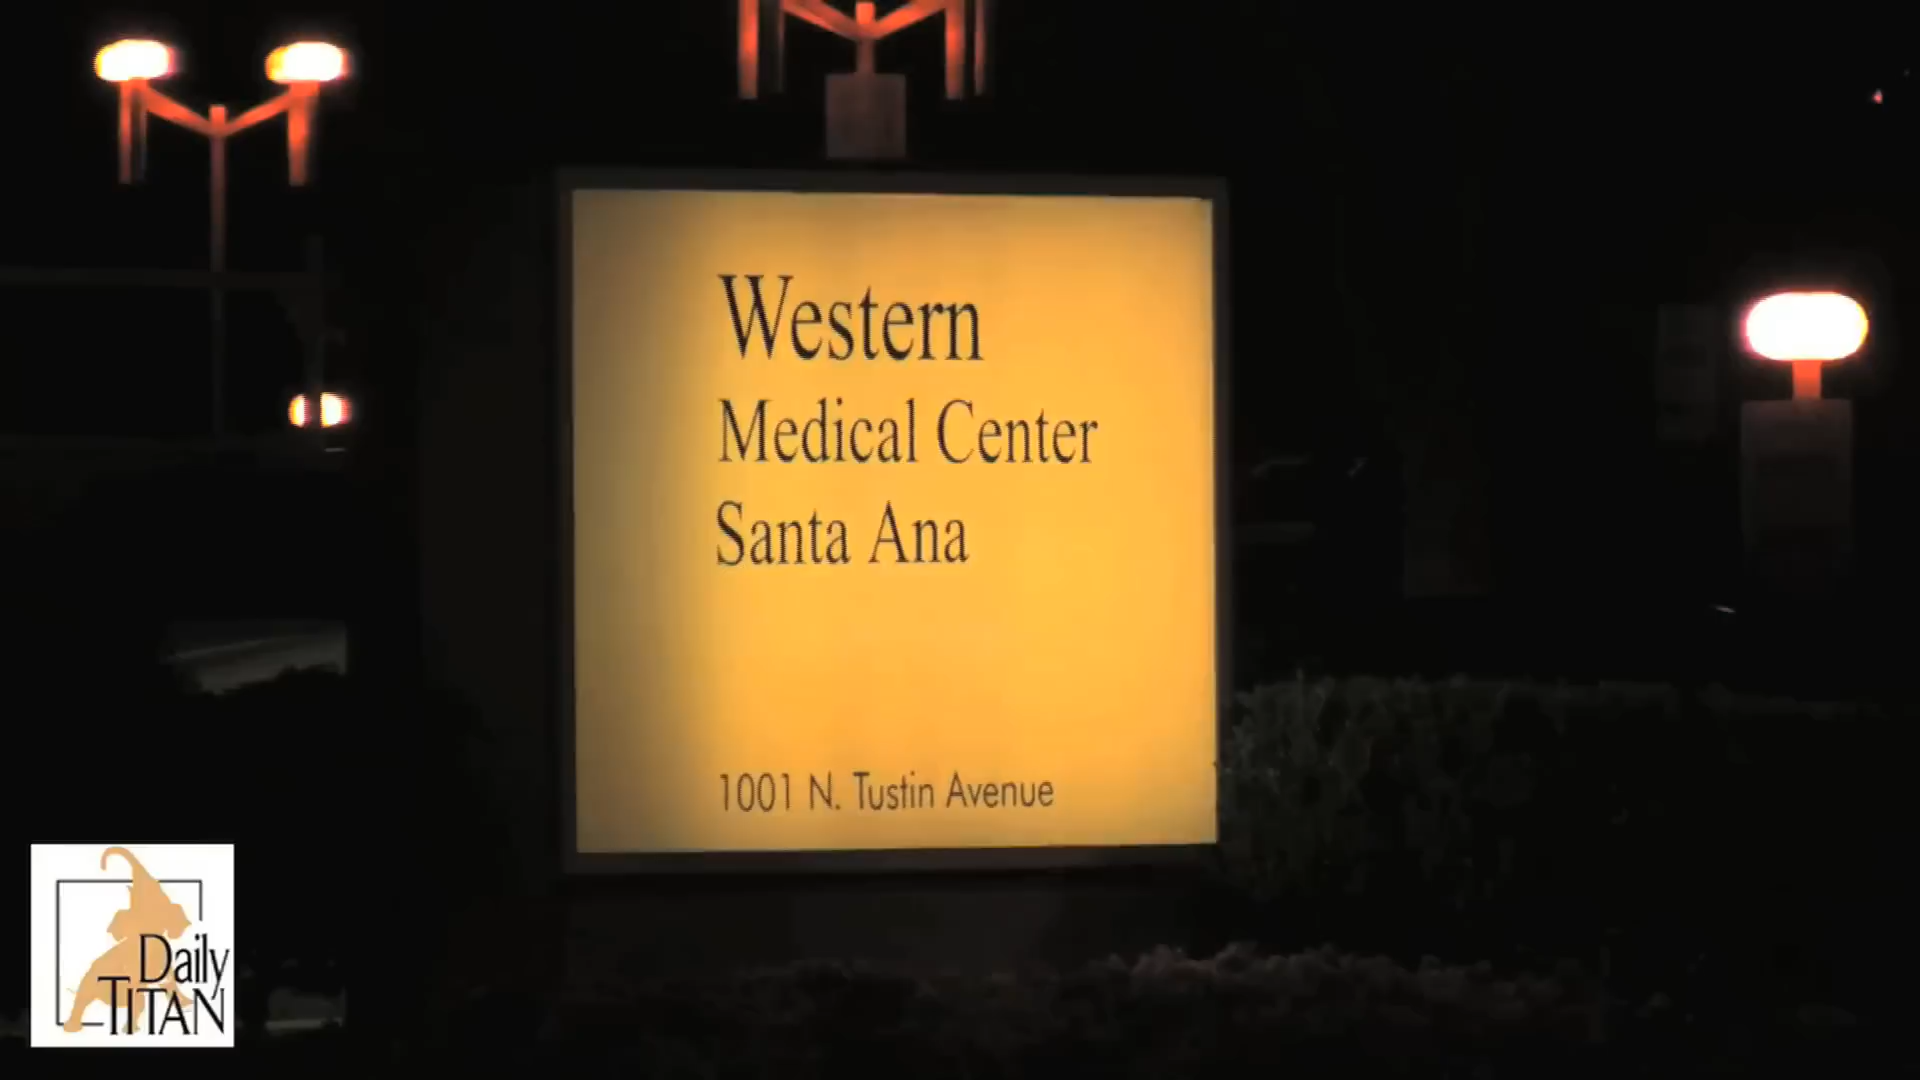 Western
Medical Center
Santa Ana
1001 N. Tustin Avenue
Daily
TITAN